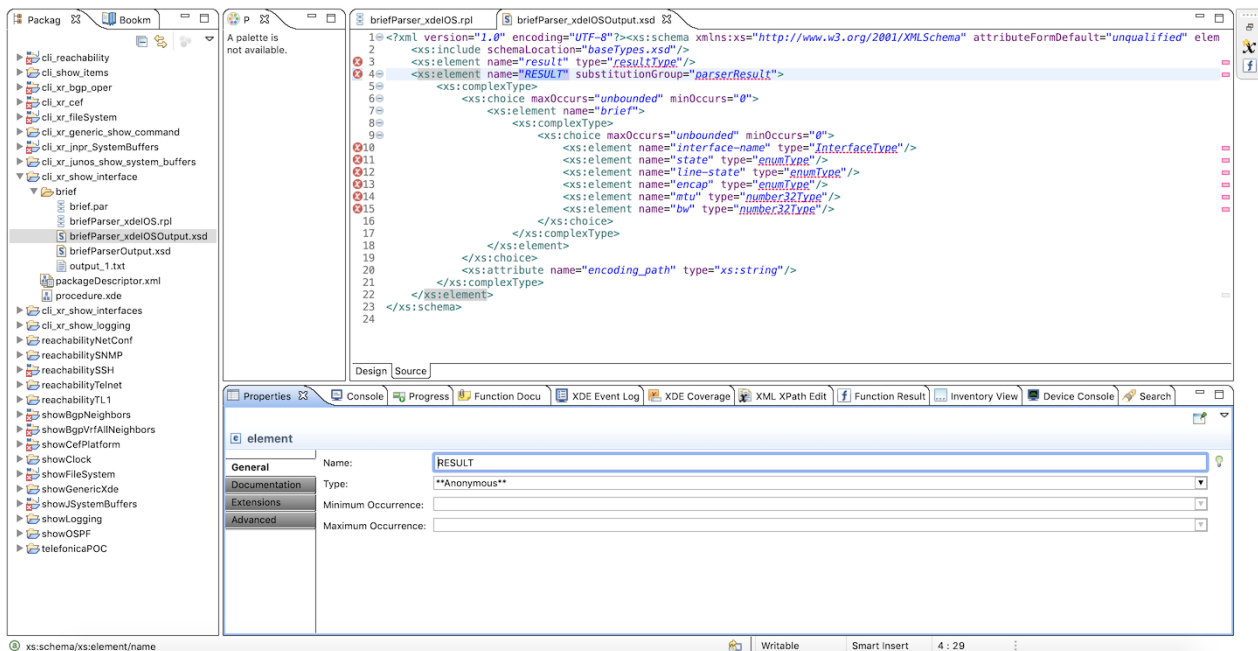 Packag
Bookm
cli_reachability
cli_show_items
cli_xr_bgp_oper
cli_xr_cef
cli_xr_fileSystem
cli_xr_generic_show_command
cli_xr_jnpr_SystemBuffers
cli_xr_junos_show_system_buffers
cli_xr_show_interface
brief
brief.par
briefParser_xdeIOS.rpl
briefParser_xdeIOSOutput.xsd
briefParserOutput.xsd
output_1.txt
packageDescriptor.xml
procedure.xde
cli_xr_show_interfaces
cli_xr_show_logging
reachabilityNetConf
reachabilitySNMP
reachabilitySSH
reachabilityTelnet
reachabilityTL1
showBgpNeighbors
showBgpVrfAllNeighbors
showCefPlatform
showClock
showFileSystem
showGenericXde
showJSystemBuffers
showLogging
showOSPF
telefonicaPOC
P
A palette is
not available.
briefParser_xdeIOS.rpl
briefParser_xdeIOSOutput.xsd
1 <?xml version="1.0" encoding="UTF-8"?><xs:schema xmlns:xs="http://www.w3.org/2001/XMLSchema" attributeFormDefault="unqualified" elem
2 <xs:include schemaLocation="baseTypes.xsd"/>
3 <xs:element name="result" type="resultType"/>
4 <xs:element name="RESULT" substitutionGroup="parserResult">
5 <xs:complexType>
6 <xs:choice maxOccurs="unbounded" minOccurs="0">
7 <xs:element name="brief">
8 <xs:complexType>
9 <xs:choice maxOccurs="unbounded" minOccurs="0">
10 <xs:element name="interface-name" type="InterfaceType"/>
11 <xs:element name="state" type="enumType"/>
12 <xs:element name="line-state" type="enumType"/>
13 <xs:element name="encap" type="enumType"/>
14 <xs:element name="mtu" type="number32Type"/>
15 <xs:element name="bw" type="number32Type"/>
16 </xs:choice>
17 </xs:complexType>
18 </xs:element>
19 </xs:choice>
20 <xs:attribute name="encoding_path" type="xs:string"/>
21 </xs:complexType>
22 </xs:element>
23 </xs:schema>
24
Design
Source
Properties
Console
Progress
Function Docu
XDE Event Log
XDE Coverage
XML XPath Edit
Function Result
Inventory View
Device Console
Search
element
General
Documentation
Extensions
Advanced
Name: RESULT
Type: **Anonymous**
Minimum Occurrence:
Maximum Occurrence:
xs:schema/xs:element/name
Writable
Smart Insert
4 : 29